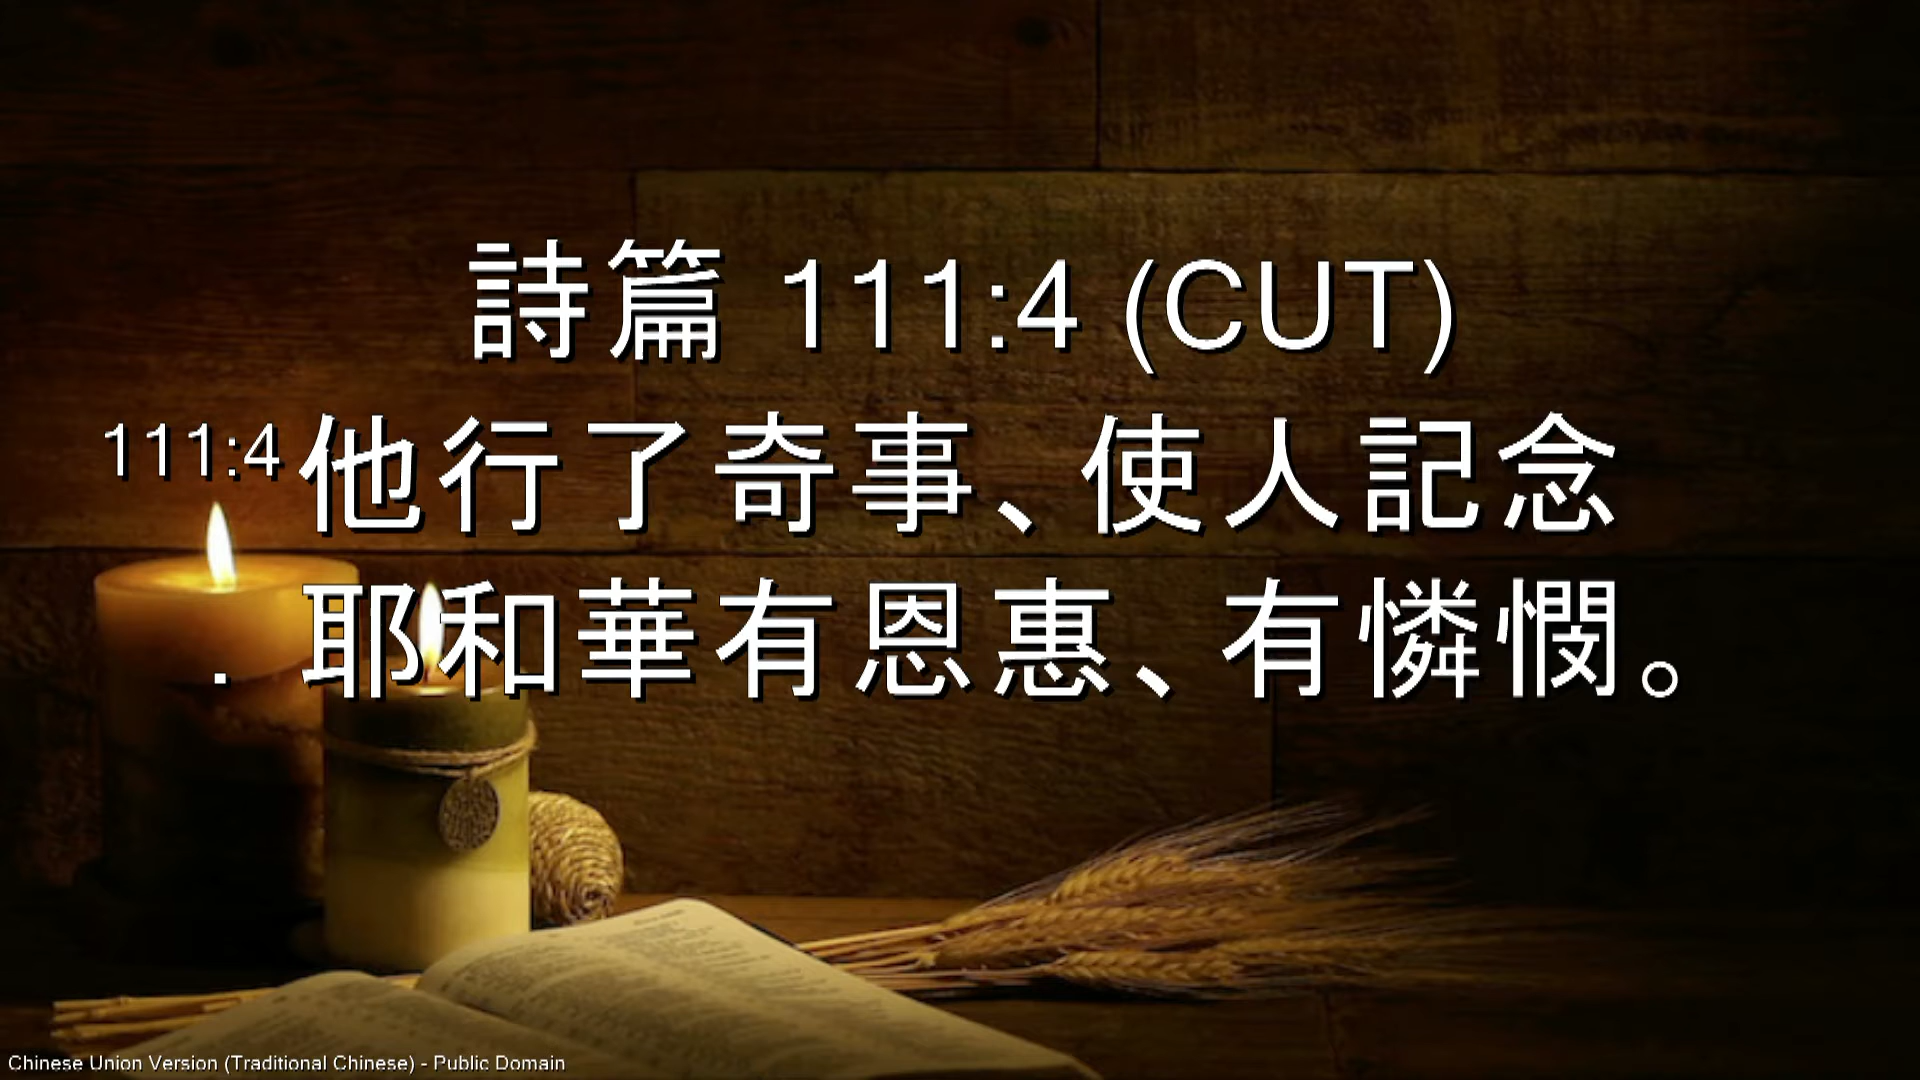 詩篇 111:4 (CUT)
111:4 他行了奇事、使人記念
. 耶和華有恩惠、有憐憫。
Chinese Union Version (Traditional Chinese) - Public Domain